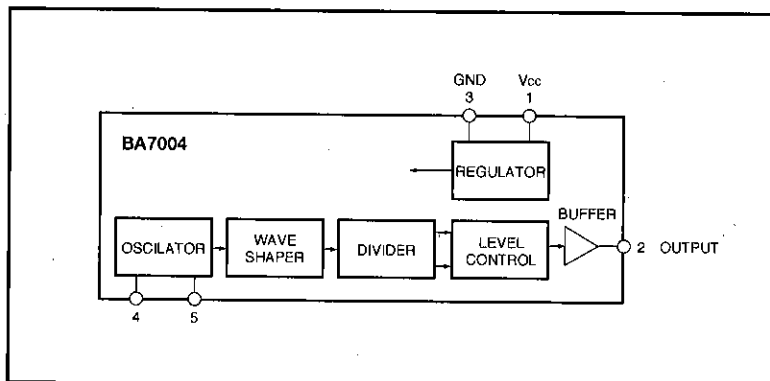 GND Vcc
3 1
BA7004
REGULATOR
BUFFER
OSCILATOR
WAVE
SHAPER
DIVIDER
LEVEL
CONTROL
2 OUTPUT
4 5